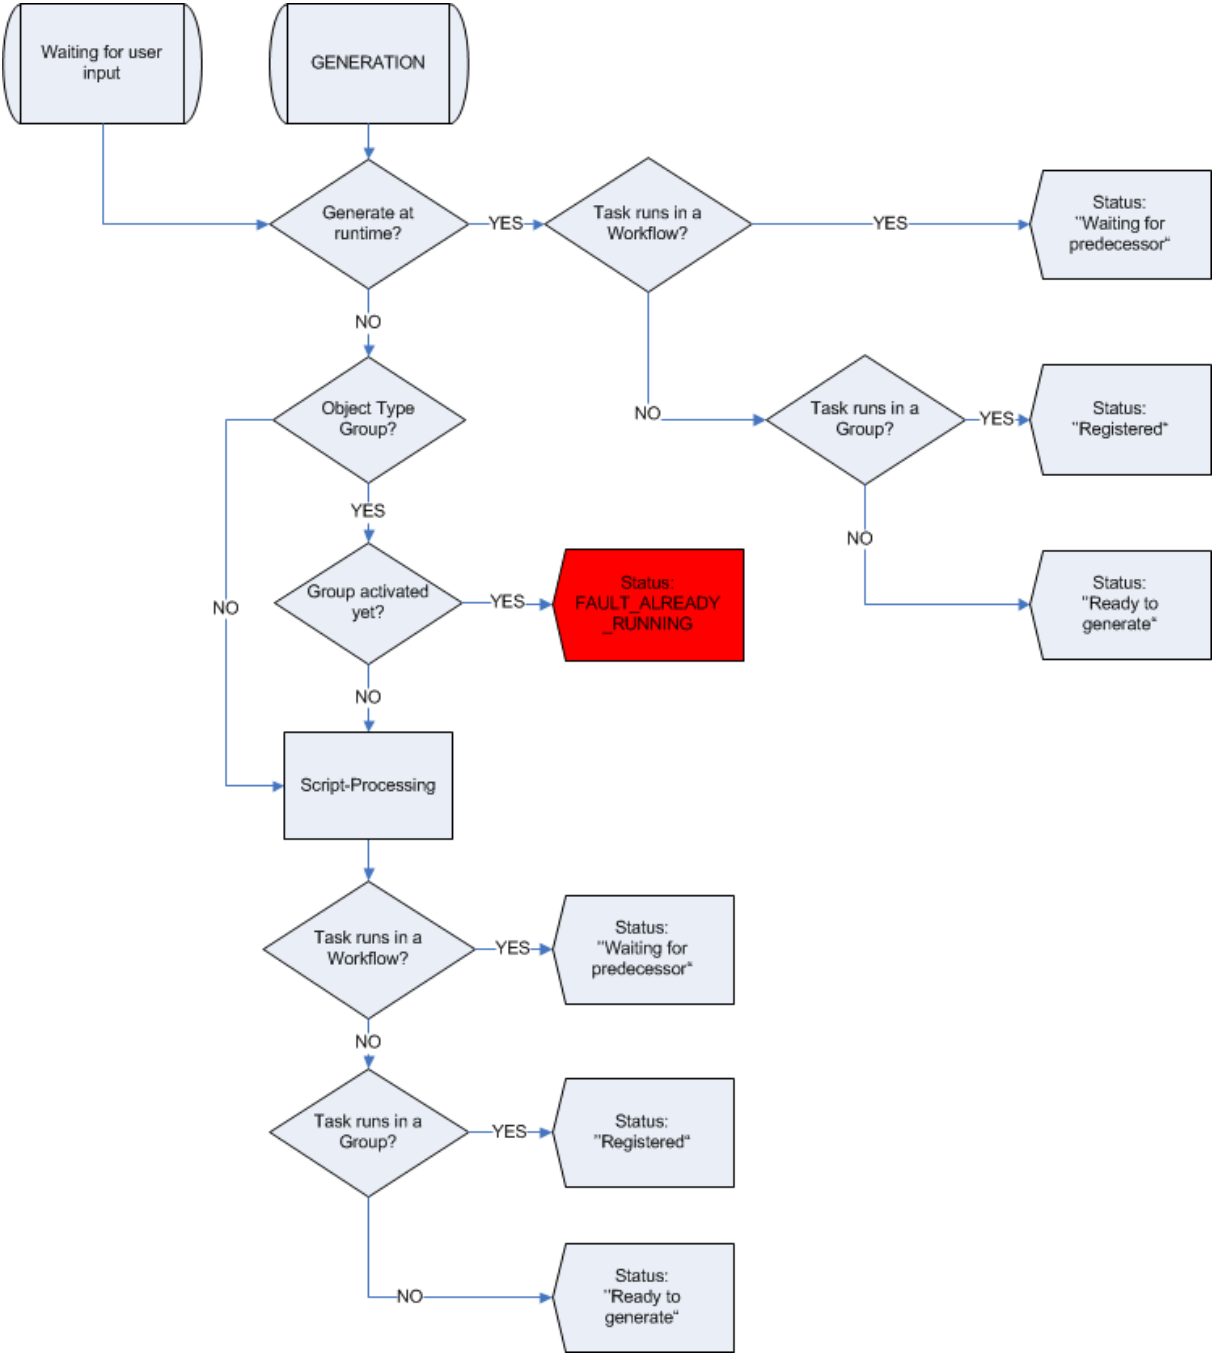 Waiting for user
input
GENERATION
Generate at
runtime?
YES
Task runs in a
Workflow?
YES
Status:
"Waiting for
predecessor“
NO
NO
Object Type
Group?
Task runs in a
Group?
YES
Status:
"Registered“
YES
NO
NO
Group activated
yet?
YES
Status:
FAULT_ALREADY
_RUNNING
Status:
"Ready to
generate“
NO
Script-Processing
Task runs in a
Workflow?
YES
Status:
"Waiting for
predecessor“
NO
Task runs in a
Group?
YES
Status:
"Registered“
NO
Status:
"Ready to
generate“